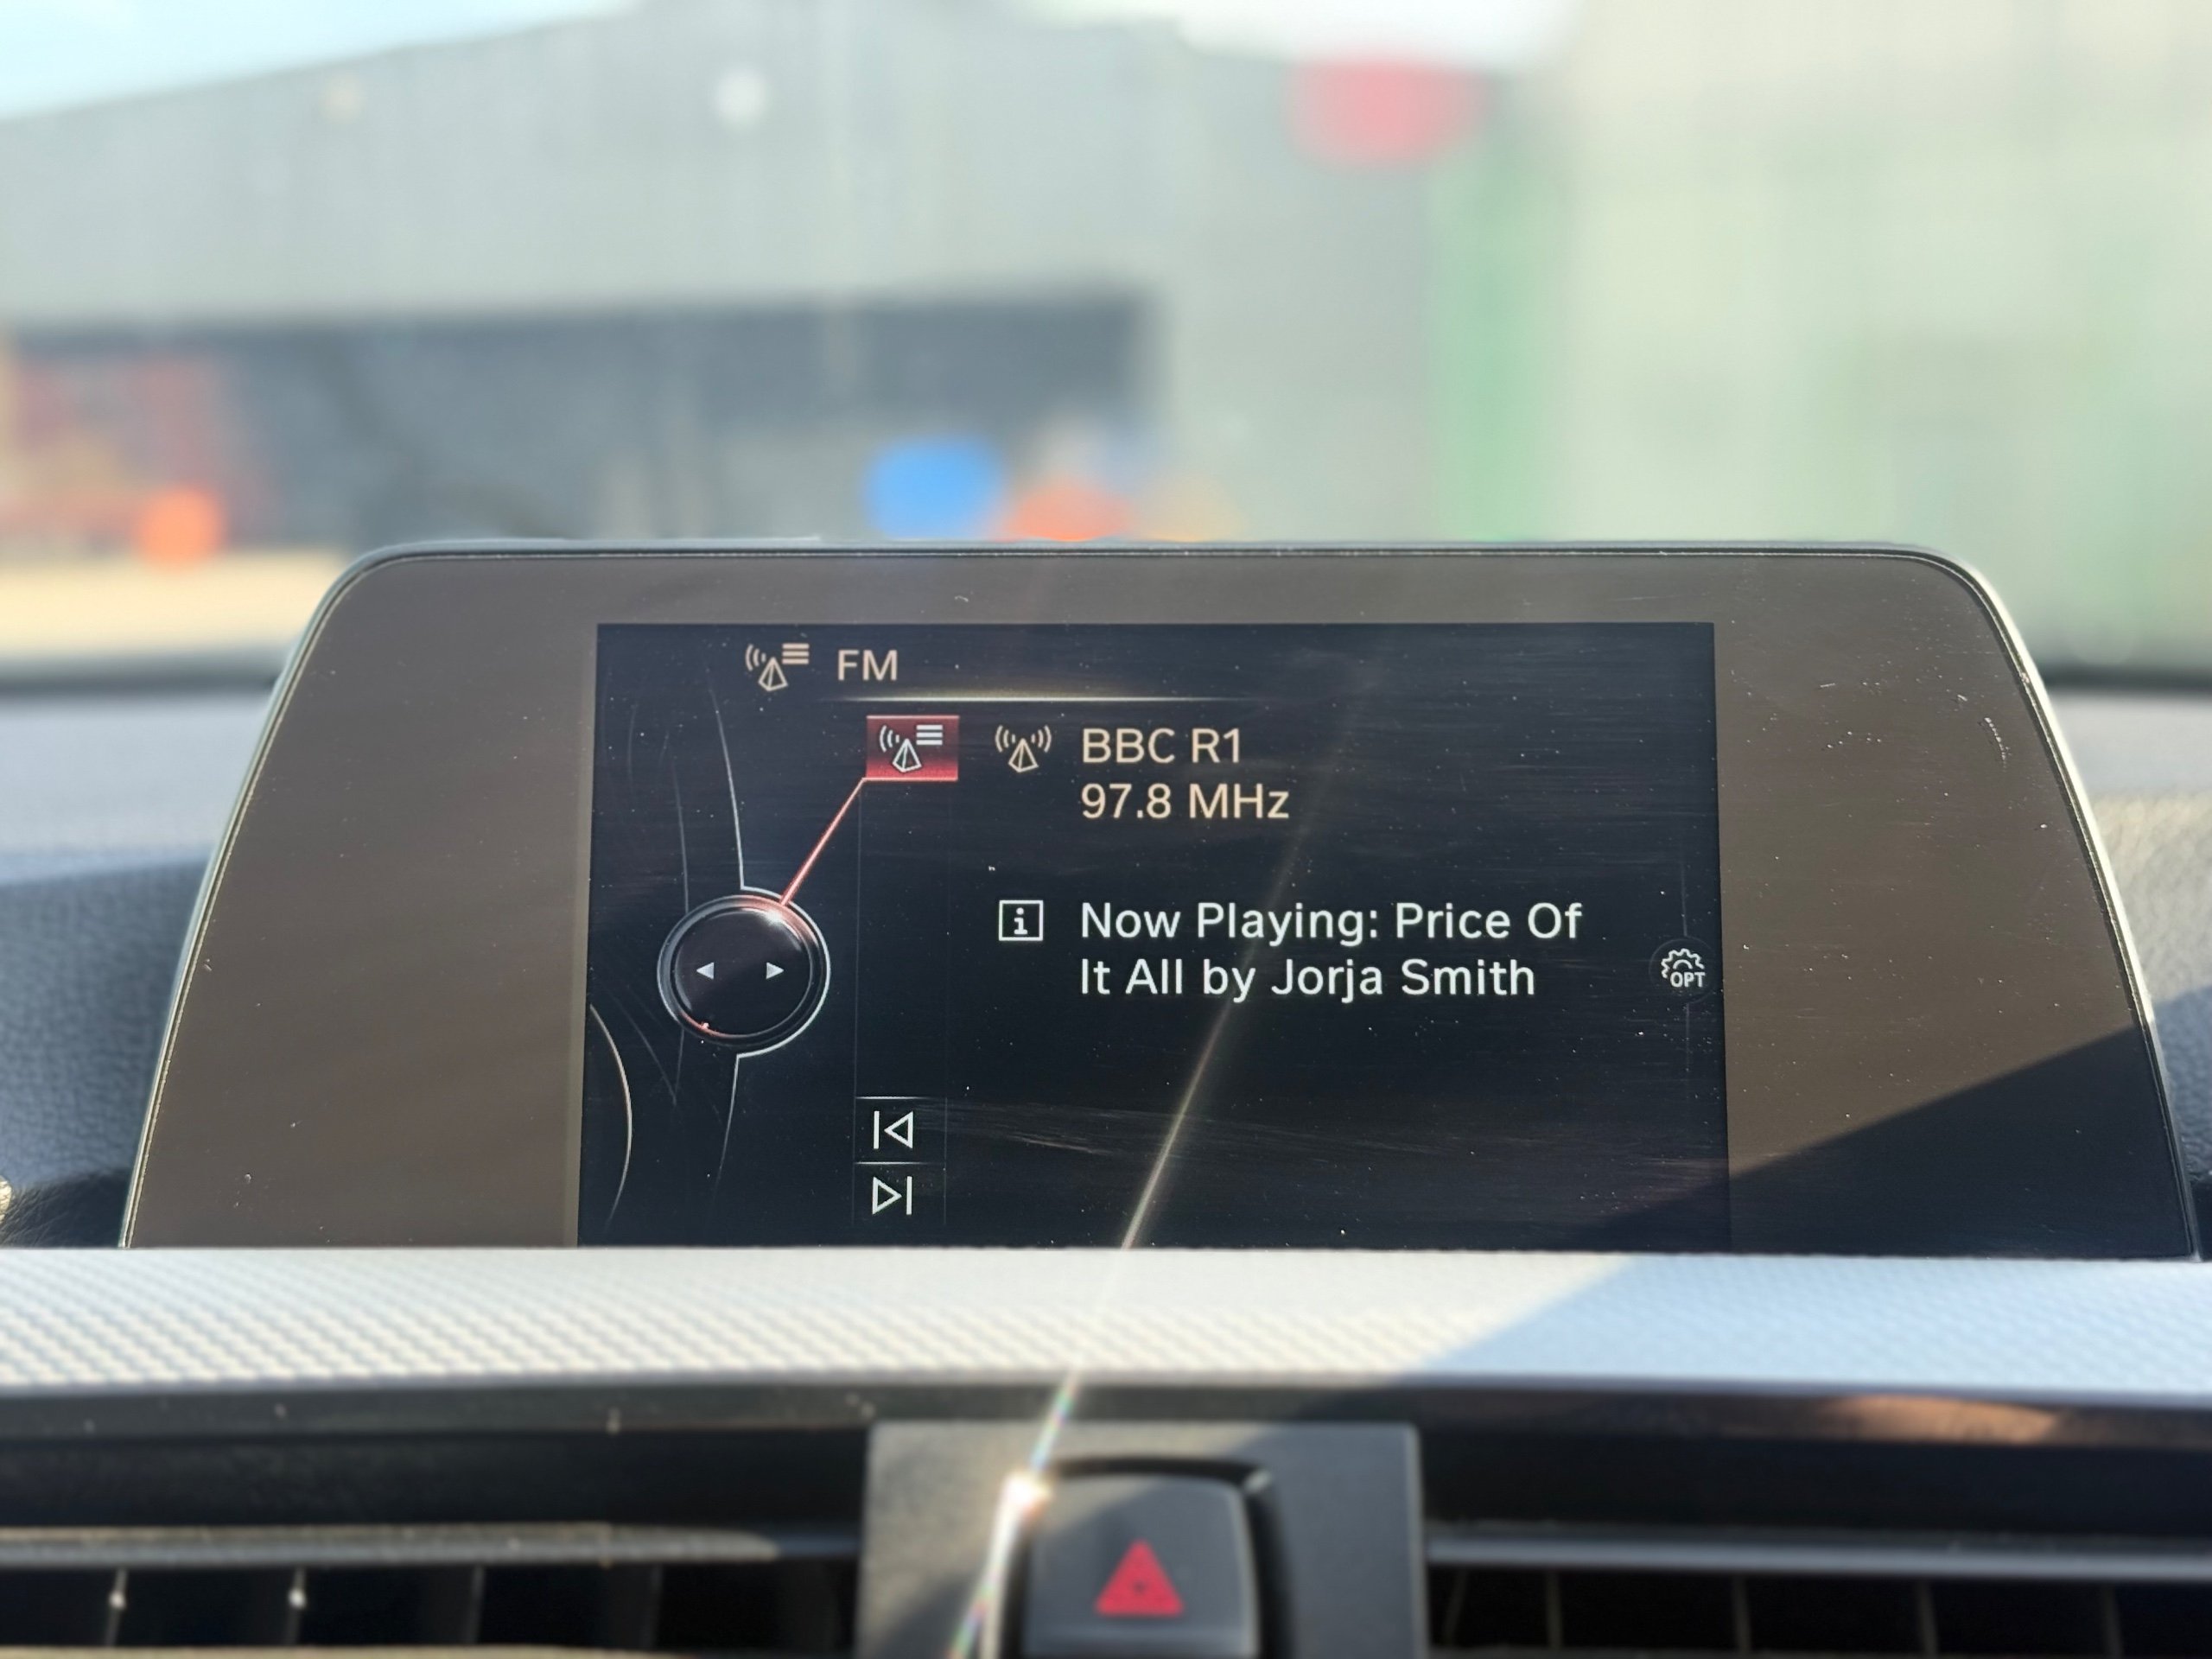 FM
BBC R1
97.8 MHz
Now Playing: Price Of
It All by Jorja Smith
OPT